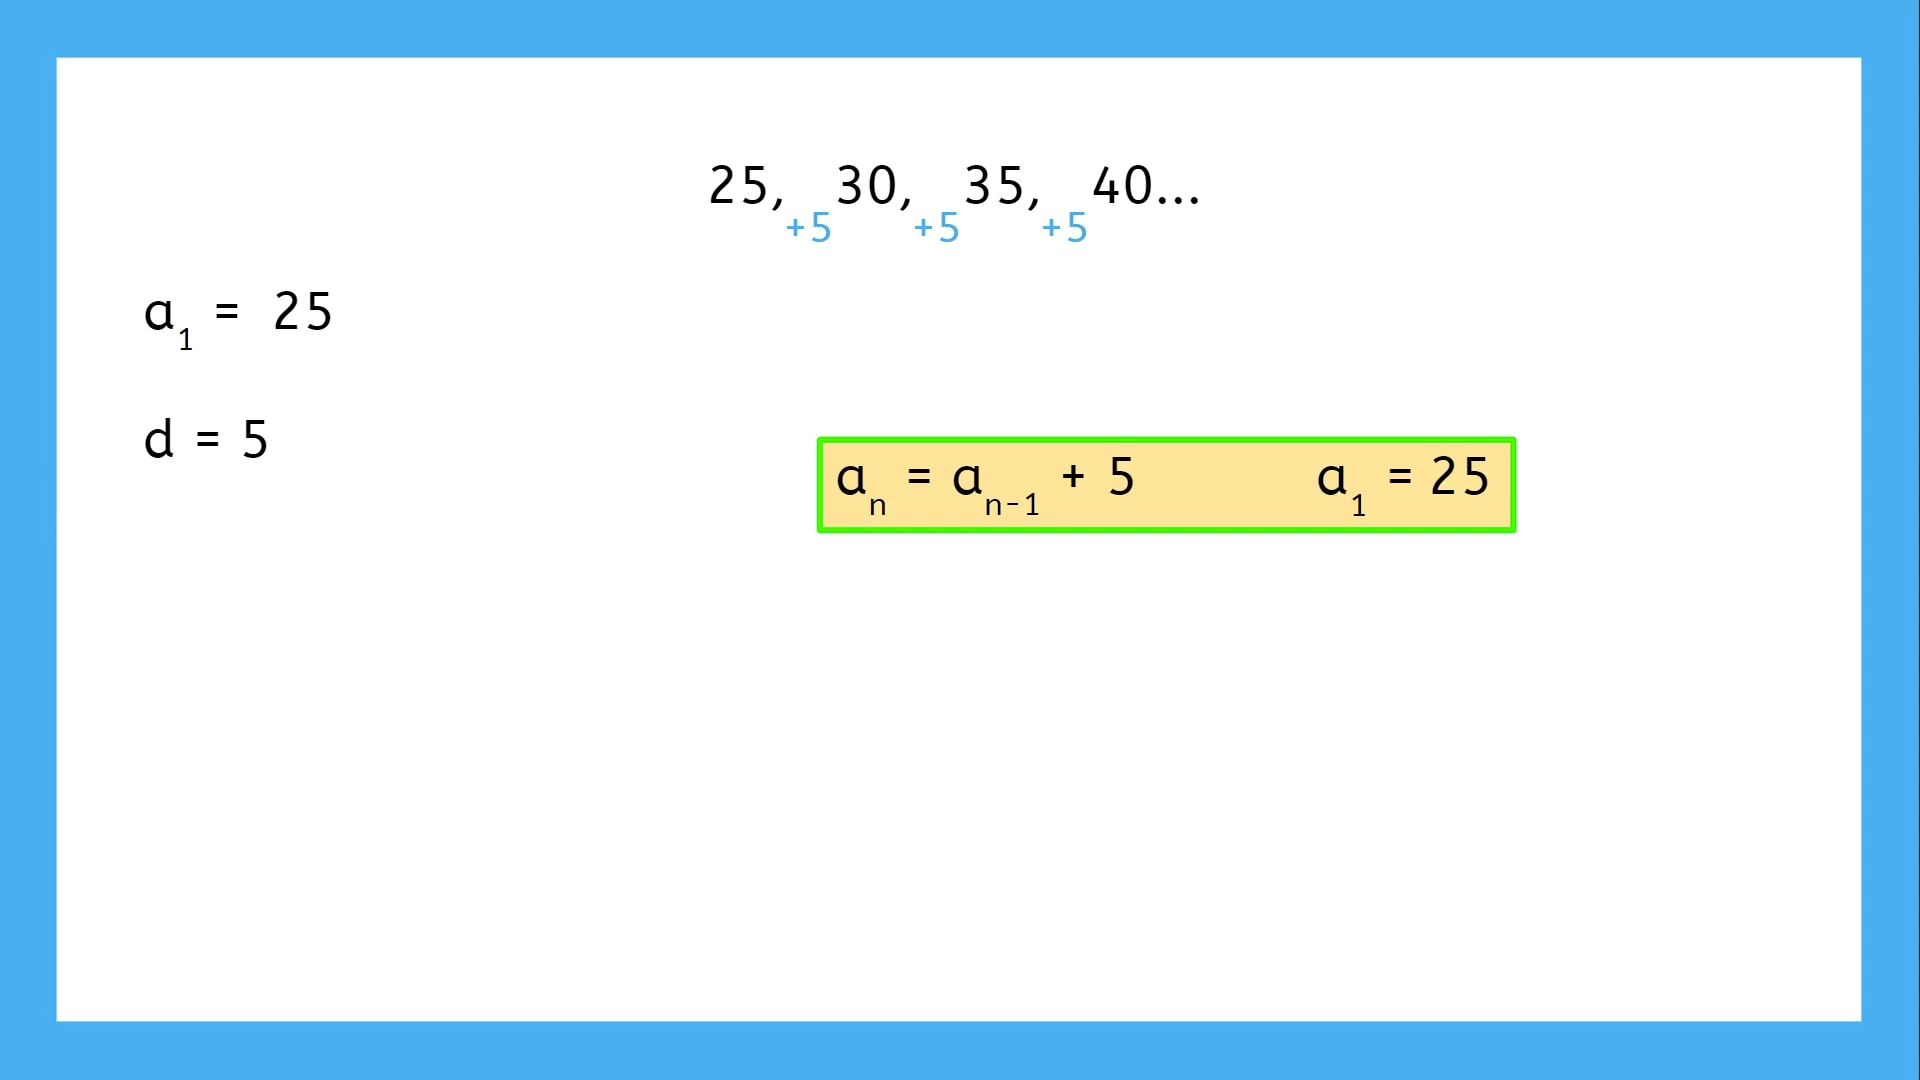 25, 30, 35, 40...
+5 +5 +5
a₁ = 25
d = 5
aₙ = aₙ₋₁ + 5 a₁ = 25